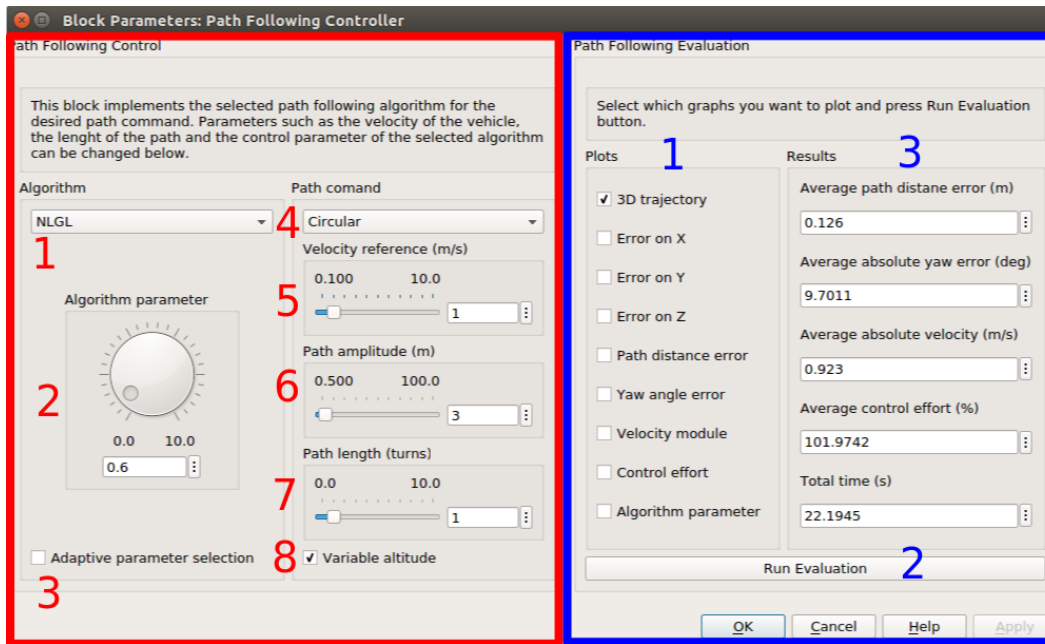 Block Parameters: Path Following Controller
Path Following Control
This block implements the selected path following algorithm for the
desired path command. Parameters such as the velocity of the vehicle,
the lenght of the path and the control parameter of the selected algorithm
can be changed below.
Algorithm
NLGL
1
Algorithm parameter
2
0.0 10.0
0.6
Adaptive parameter selection
3
Path comand
4 Circular
Velocity reference (m/s)
0.100 10.0
5 1
Path amplitude (m)
0.500 100.0
6 3
Path length (turns)
0.0 10.0
7 1
8 Variable altitude
Path Following Evaluation
Select which graphs you want to plot and press Run Evaluation
button.
Plots
1
3D trajectory
Error on X
Error on Y
Error on Z
Path distance error
Yaw angle error
Velocity module
Control effort
Algorithm parameter
Results
3
Average path distane error (m)
0.126
Average absolute yaw error (deg)
9.7011
Average absolute velocity (m/s)
0.923
Average control effort (%)
101.9742
Total time (s)
22.1945
Run Evaluation 2
OK Cancel Help Apply